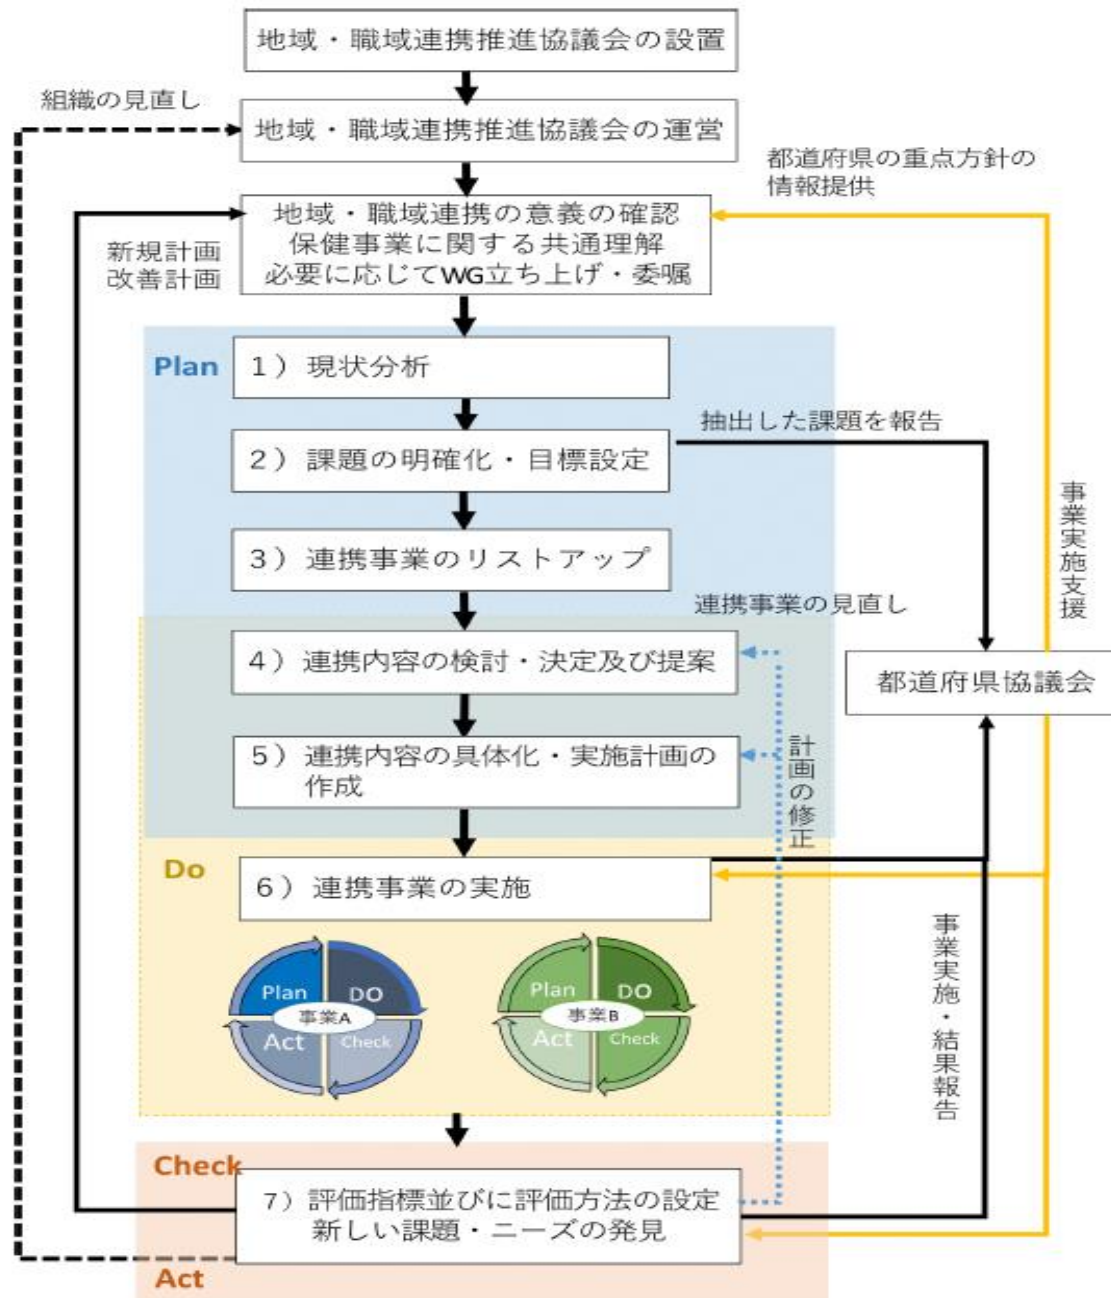 地域・職域連携推進協議会の設置
組織の見直し
地域・職域連携推進協議会の運営
都道府県の重点方針の
情報提供
地域・職域連携の意義の確認
保健事業に関する共通理解
必要に応じてWG立ち上げ・委嘱
新規計画
改善計画
Plan
1）現状分析
抽出した課題を報告
2）課題の明確化・目標設定
事業実施支援
3）連携事業のリストアップ
連携事業の見直し
4）連携内容の検討・決定及び提案
都道府県協議会
5）連携内容の具体化・実施計画の
作成
計画の修正
Do
6）連携事業の実施
事業実施・結果報告
Plan
DO
事業A
Act
Check
Plan
DO
事業B
Act
Check
Check
7）評価指標並びに評価方法の設定
新しい課題・ニーズの発見
Act